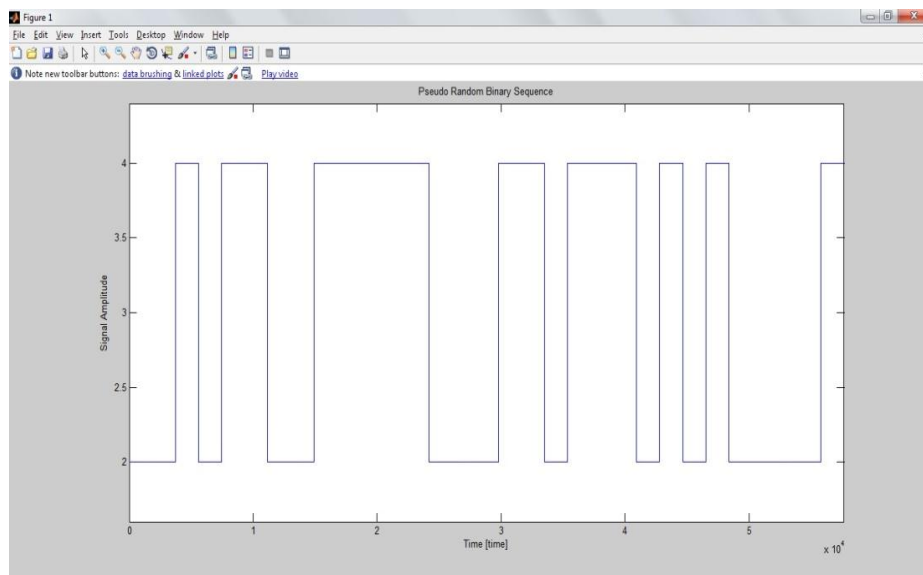 Figure 1
File Edit View Insert Tools Desktop Window Help
Note new toolbar buttons: data brushing & linked plots Play video
Pseudo Random Binary Sequence
4
3.5
3
2.5
2
Signal Amplitude
0 1 2 3 4 5
Time [time]
x 10^4